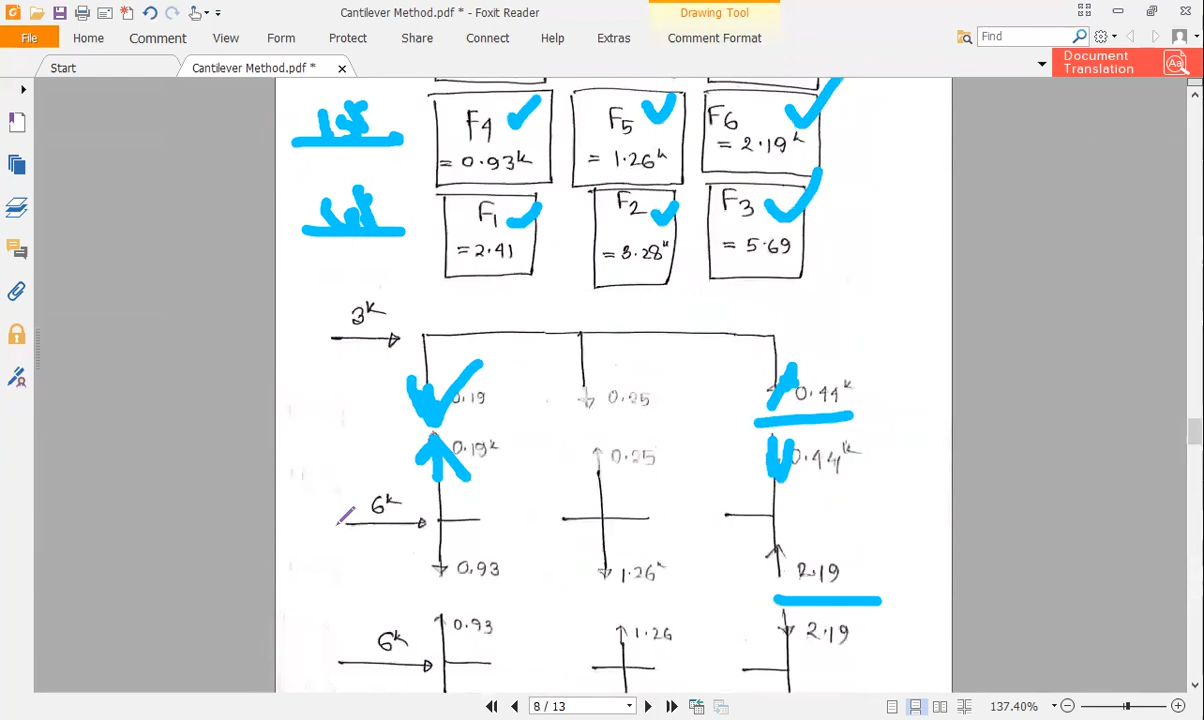 Cantilever Method.pdf * - Foxit Reader
Drawing Tool
File
Home
Comment
View
Form
Protect
Share
Connect
Help
Extras
Comment Format
Find
Start
Cantilever Method.pdf *
Document
Translation
F4
= 0.93k
F5
= 1.26k
F6
= 2.19k
F1
= 2.41
F2
= 3.28k
F3
= 5.69
3k
0.19
0.25
0.44k
0.19k
0.25
0.44k
6k
0.93
1.26k
2.19
6k
0.93
1.26
2.19
8 / 13
137.40%